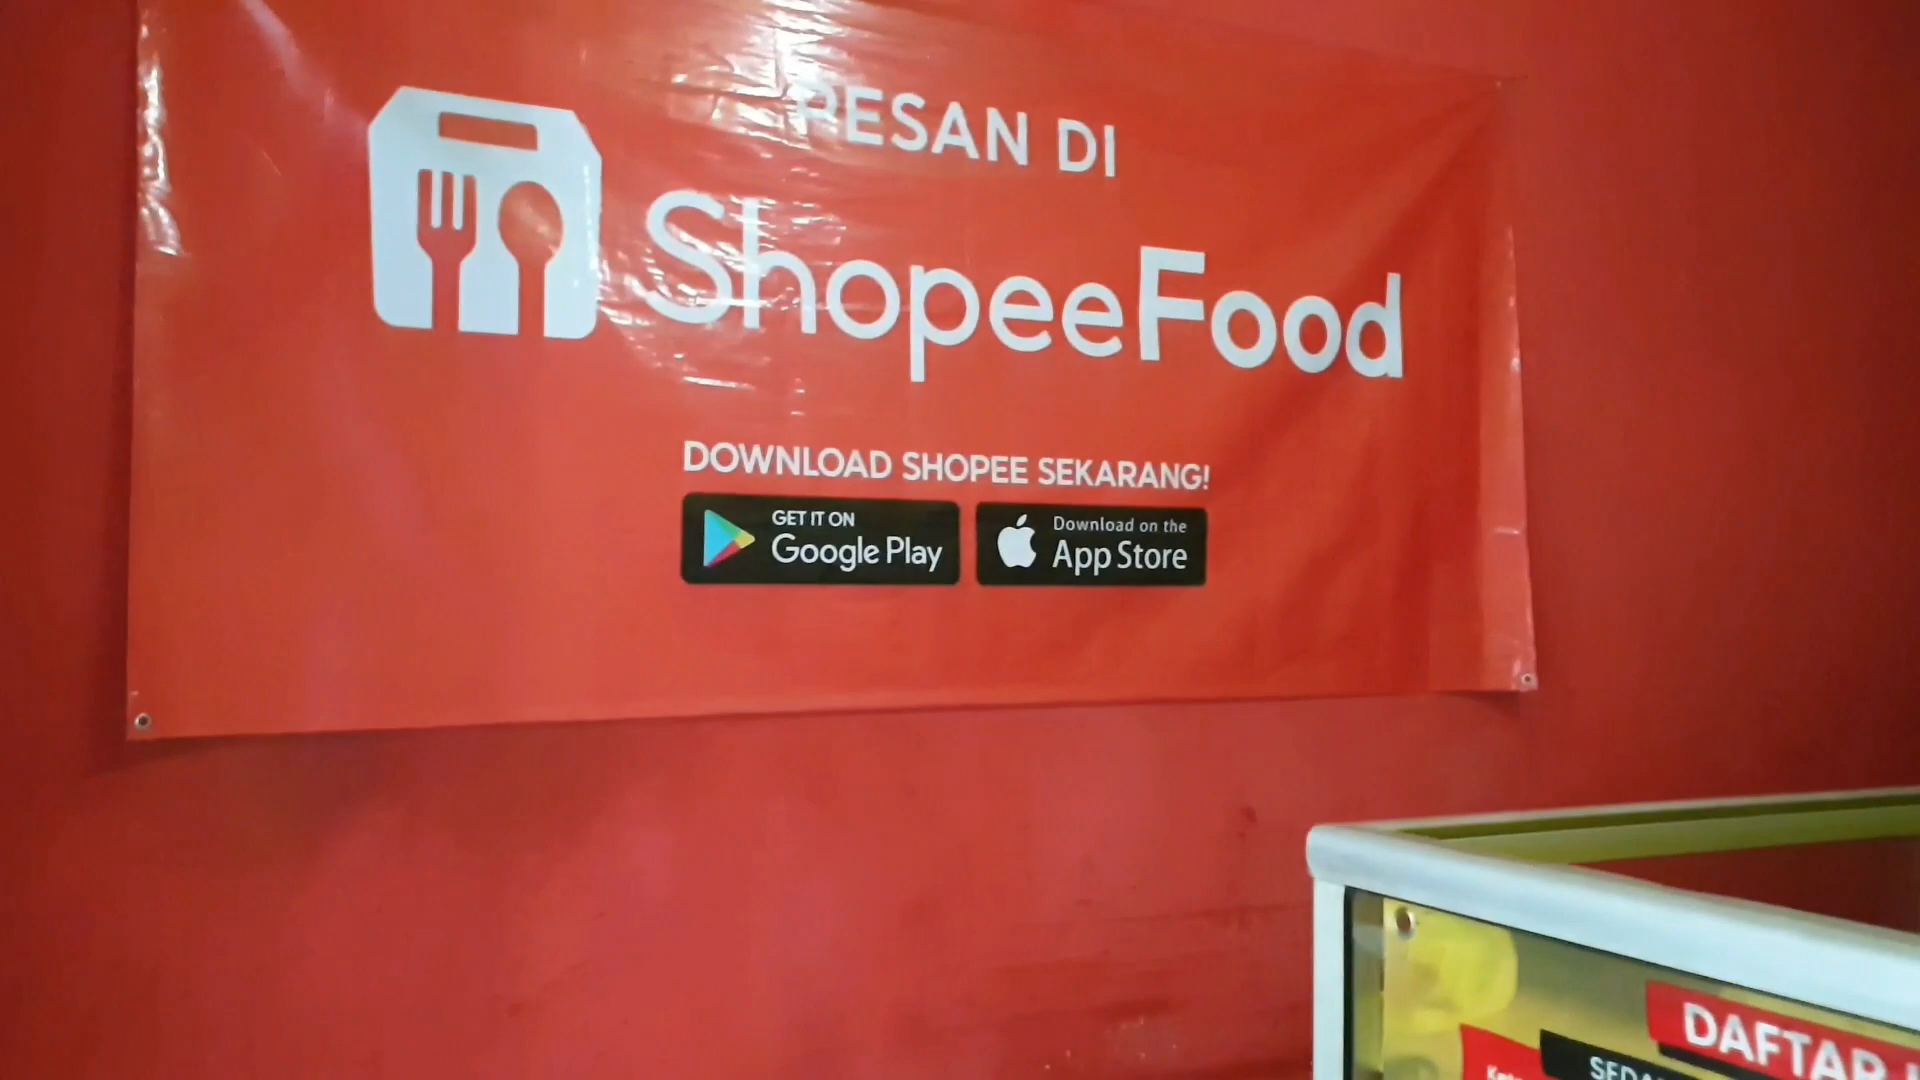 PESAN DI
ShopeeFood
DOWNLOAD SHOPEE SEKARANG!
GET IT ON
Google Play
Download on the
App Store
DAFTAR